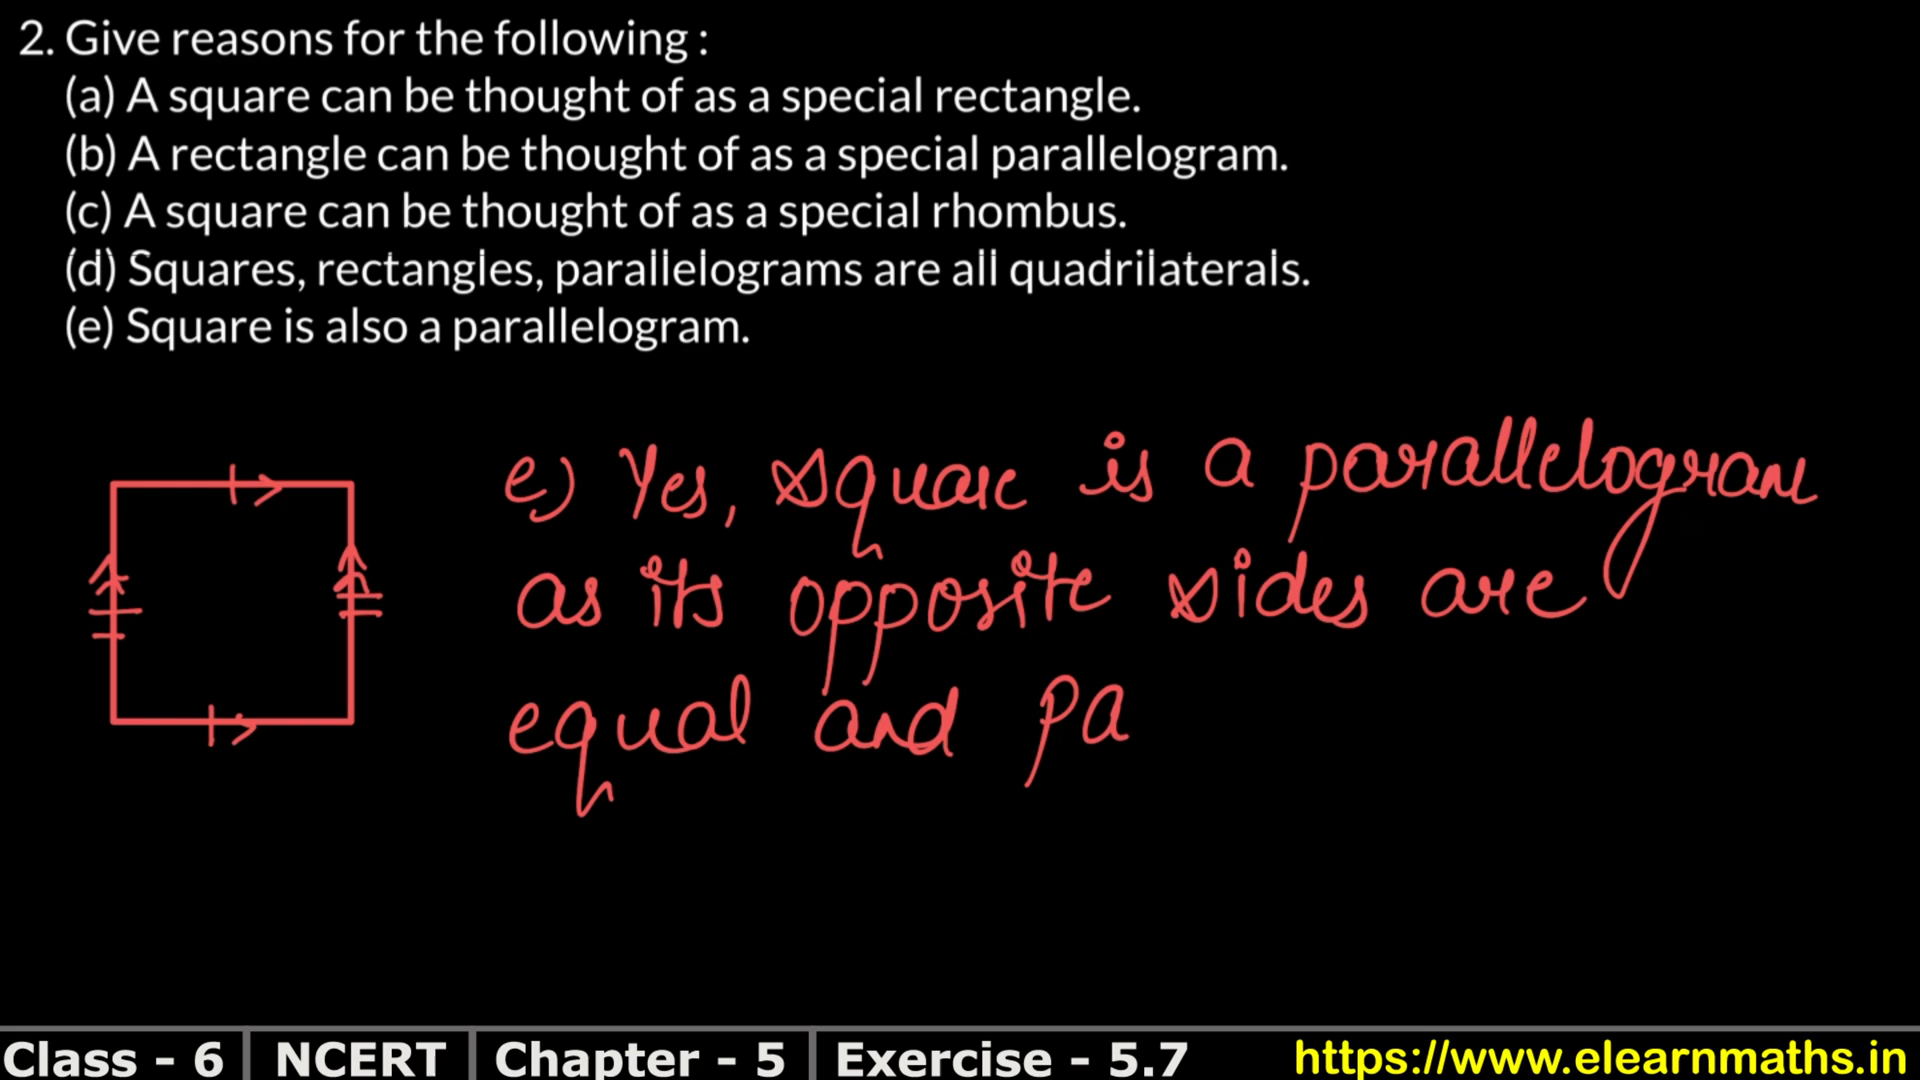 2. Give reasons for the following :
(a) A square can be thought of as a special rectangle.
(b) A rectangle can be thought of as a special parallelogram.
(c) A square can be thought of as a special rhombus.
(d) Squares, rectangles, parallelograms are all quadrilaterals.
(e) Square is also a parallelogram.
e) Yes, square is a parallelogram
as its opposite sides are
equal and pa
Class - 6 NCERT Chapter - 5 Exercise - 5.7 https://www.elearnmaths.in